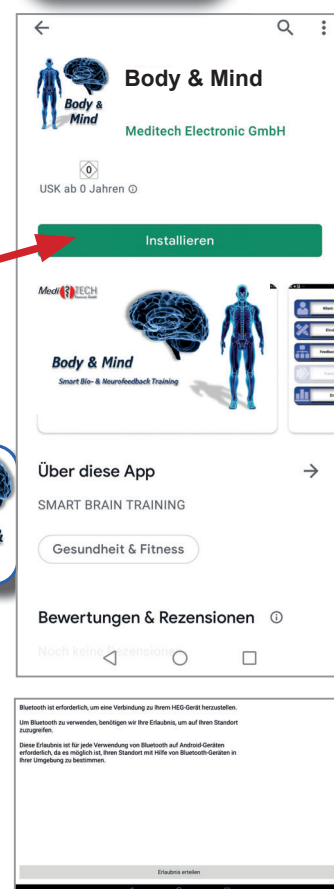 Body &
Mind
Body & Mind
Meditech Electronic GmbH
0
USK ab 0 Jahren
Installieren
MediTECH
Body & Mind
Smart Bio- & Neurofeedback Training
Über diese App
SMART BRAIN TRAINING
Gesundheit & Fitness
Bewertungen & Rezensionen
Noch keine Rezensionen
Bluetooth ist erforderlich, um eine Verbindung zu Ihrem HEG-Gerät herzustellen.
Um Bluetooth zu verwenden, benötigen wir Ihre Erlaubnis, um auf Ihren Standort
zuzugreifen.
Diese Erlaubnis ist für jede Verwendung von Bluetooth auf Android-Geräten
erforderlich, da es möglich ist, Ihren Standort mit Hilfe von Bluetooth-Geräten in
Ihrer Umgebung zu bestimmen.
Erlaubnis erteilen